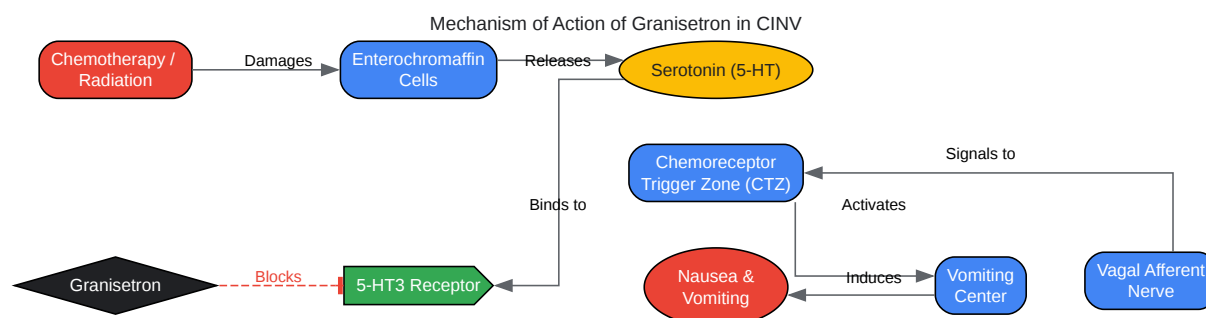 Mechanism of Action of Granisetron in CINV
Chemotherapy /
Radiation
Damages
Enterochromaffin
Cells
Releases
Serotonin (5-HT)
Chemoreceptor
Trigger Zone (CTZ)
Signals to
Binds to
Activates
Granisetron
Blocks
5-HT3 Receptor
Nausea &
Vomiting
Induces
Vomiting
Center
Vagal Afferent
Nerve